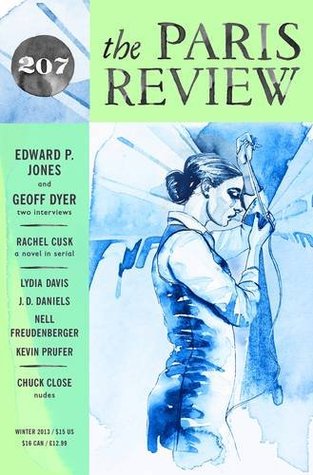 207
the PARIS
REVIEW
EDWARD P.
JONES
and
GEOFF DYER
two interviews
RACHEL CUSK
a novel in serial
LYDIA DAVIS
J. D. DANIELS
NELL
FREUDENBERGER
KEVIN PRUFER
CHUCK CLOSE
nudes
WINTER 2013 / $15 US
$16 CAN / £12.99